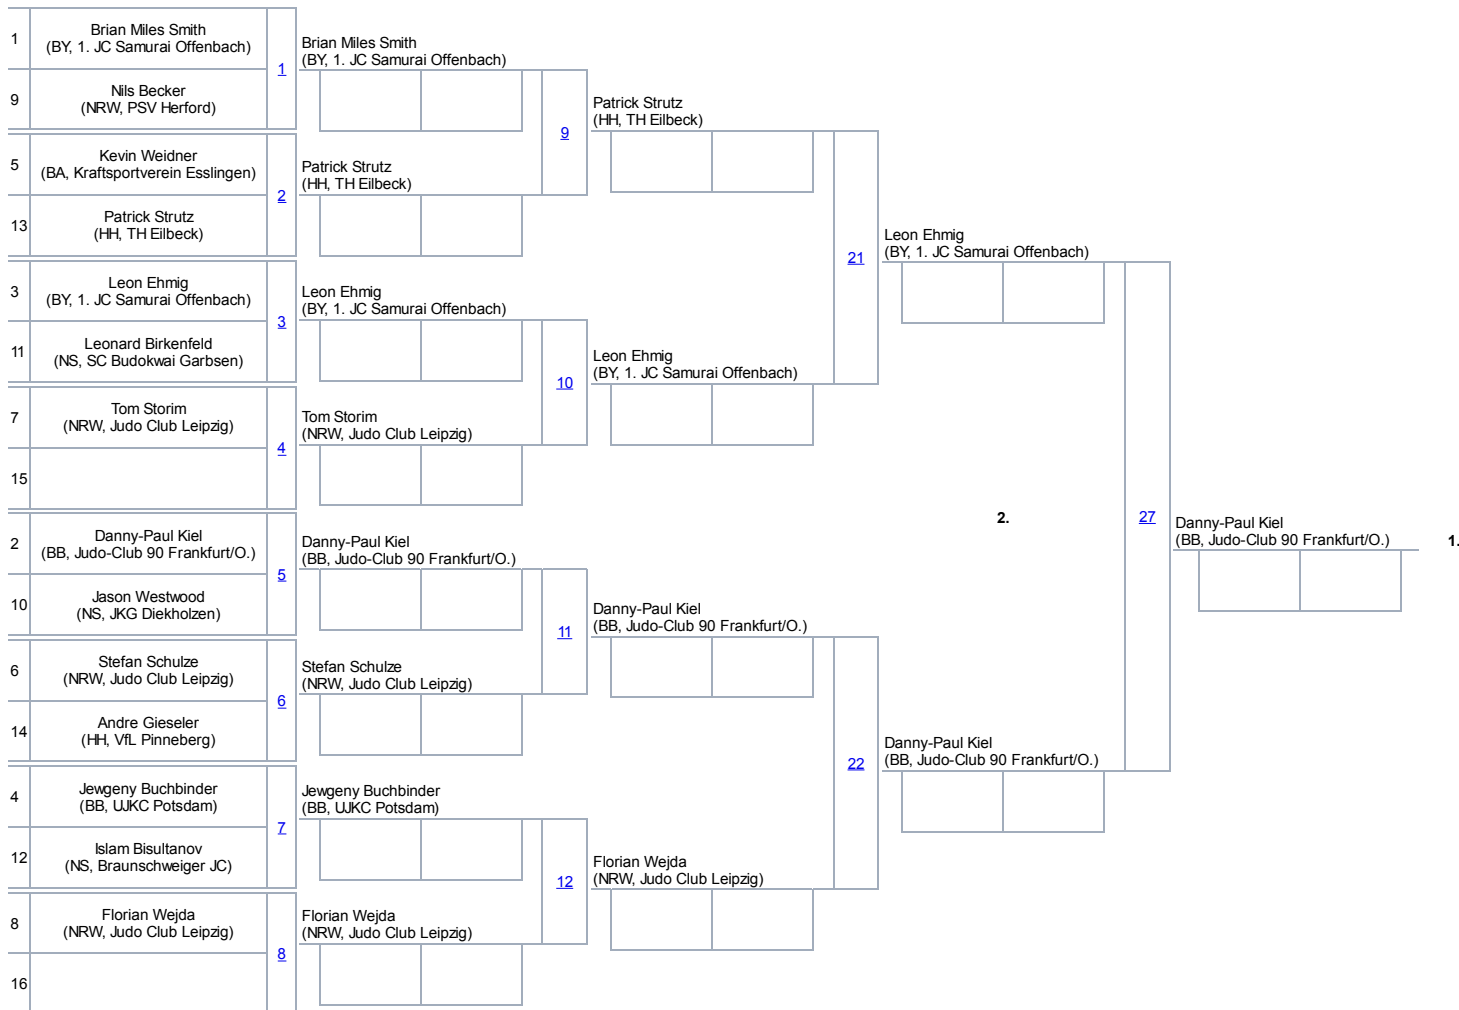 1
Brian Miles Smith
(BY, 1. JC Samurai Offenbach)
1
9
Nils Becker
(NRW, PSV Herford)
5
Kevin Weidner
(BA, Kraftsportverein Esslingen)
2
13
Patrick Strutz
(HH, TH Eilbeck)
3
Leon Ehmig
(BY, 1. JC Samurai Offenbach)
3
11
Leonard Birkenfeld
(NS, SC Budokwai Garbsen)
7
Tom Storim
(NRW, Judo Club Leipzig)
4
15
2
Danny-Paul Kiel
(BB, Judo-Club 90 Frankfurt/O.)
5
10
Jason Westwood
(NS, JKG Diekholzen)
6
Stefan Schulze
(NRW, Judo Club Leipzig)
6
14
Andre Gieseler
(HH, VfL Pinneberg)
4
Jewgeny Buchbinder
(BB, UJKC Potsdam)
7
12
Islam Bisultanov
(NS, Braunschweiger JC)
8
Florian Wejda
(NRW, Judo Club Leipzig)
8
16
Brian Miles Smith
(BY, 1. JC Samurai Offenbach)
9
Patrick Strutz
(HH, TH Eilbeck)
Leon Ehmig
(BY, 1. JC Samurai Offenbach)
10
Tom Storim
(NRW, Judo Club Leipzig)
Danny-Paul Kiel
(BB, Judo-Club 90 Frankfurt/O.)
11
Stefan Schulze
(NRW, Judo Club Leipzig)
Jewgeny Buchbinder
(BB, UJKC Potsdam)
12
Florian Wejda
(NRW, Judo Club Leipzig)
Patrick Strutz
(HH, TH Eilbeck)
21
Leon Ehmig
(BY, 1. JC Samurai Offenbach)
Danny-Paul Kiel
(BB, Judo-Club 90 Frankfurt/O.)
22
Florian Wejda
(NRW, Judo Club Leipzig)
Leon Ehmig
(BY, 1. JC Samurai Offenbach)
2.
27
Danny-Paul Kiel
(BB, Judo-Club 90 Frankfurt/O.)
Danny-Paul Kiel
(BB, Judo-Club 90 Frankfurt/O.)
1.